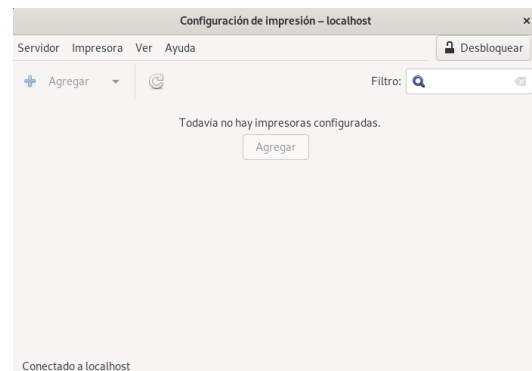 Configuración de impresión – localhost
Servidor Impresora Ver Ayuda Desbloquear
Agregar Filtro:
Todavía no hay impresoras configuradas.
Agregar
Conectado a localhost